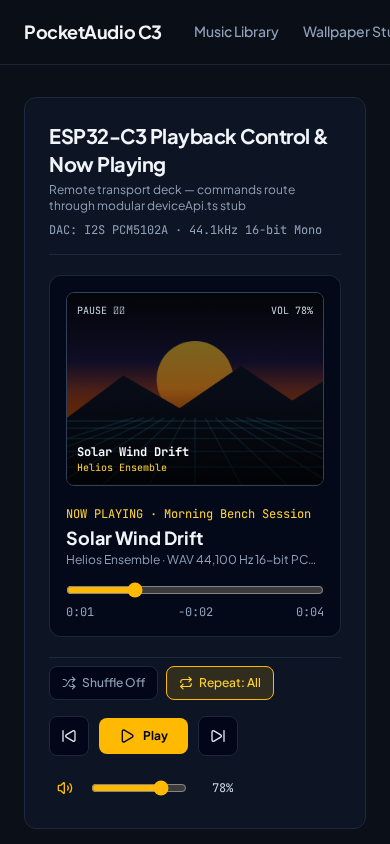 PocketAudio C3 Music Library Wallpaper Stu
ESP32-C3 Playback Control &
Now Playing
Remote transport deck — commands route
through modular deviceApi.ts stub
DAC: I2S PCM5102A · 44.1kHz 16-bit Mono
PAUSE
VOL 78%
Solar Wind Drift
Helios Ensemble
NOW PLAYING · Morning Bench Session
Solar Wind Drift
Helios Ensemble · WAV 44,100 Hz 16-bit PC...
0:01 -0:02 0:04
Shuffle Off Repeat: All
Play
78%